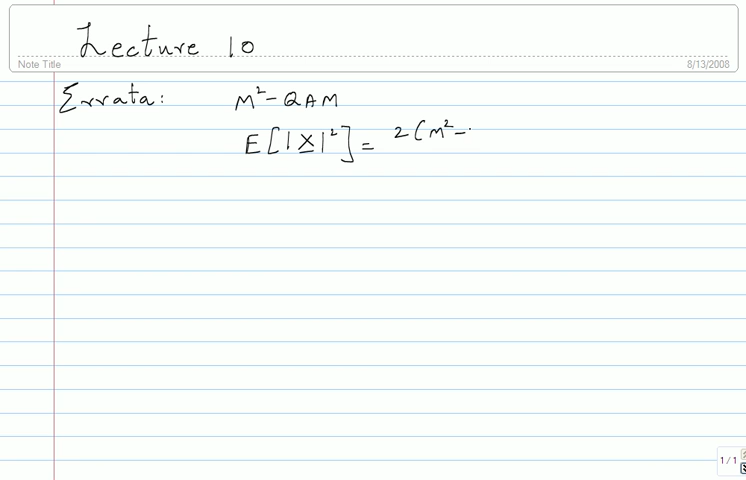 Lecture 10
Note Title
8/13/2008
Errata: M² - QAM
E[|X|²] = 2(M² -
1 / 1